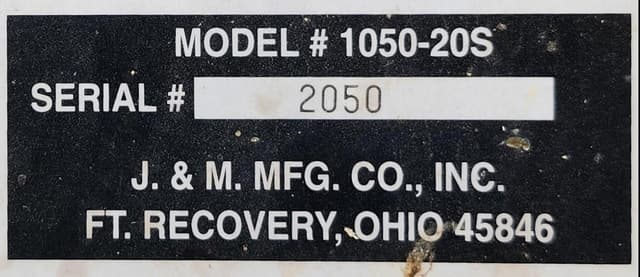 MODEL # 1050-20S
SERIAL # 2050
J. & M. MFG. CO., INC.
FT. RECOVERY, OHIO 45846